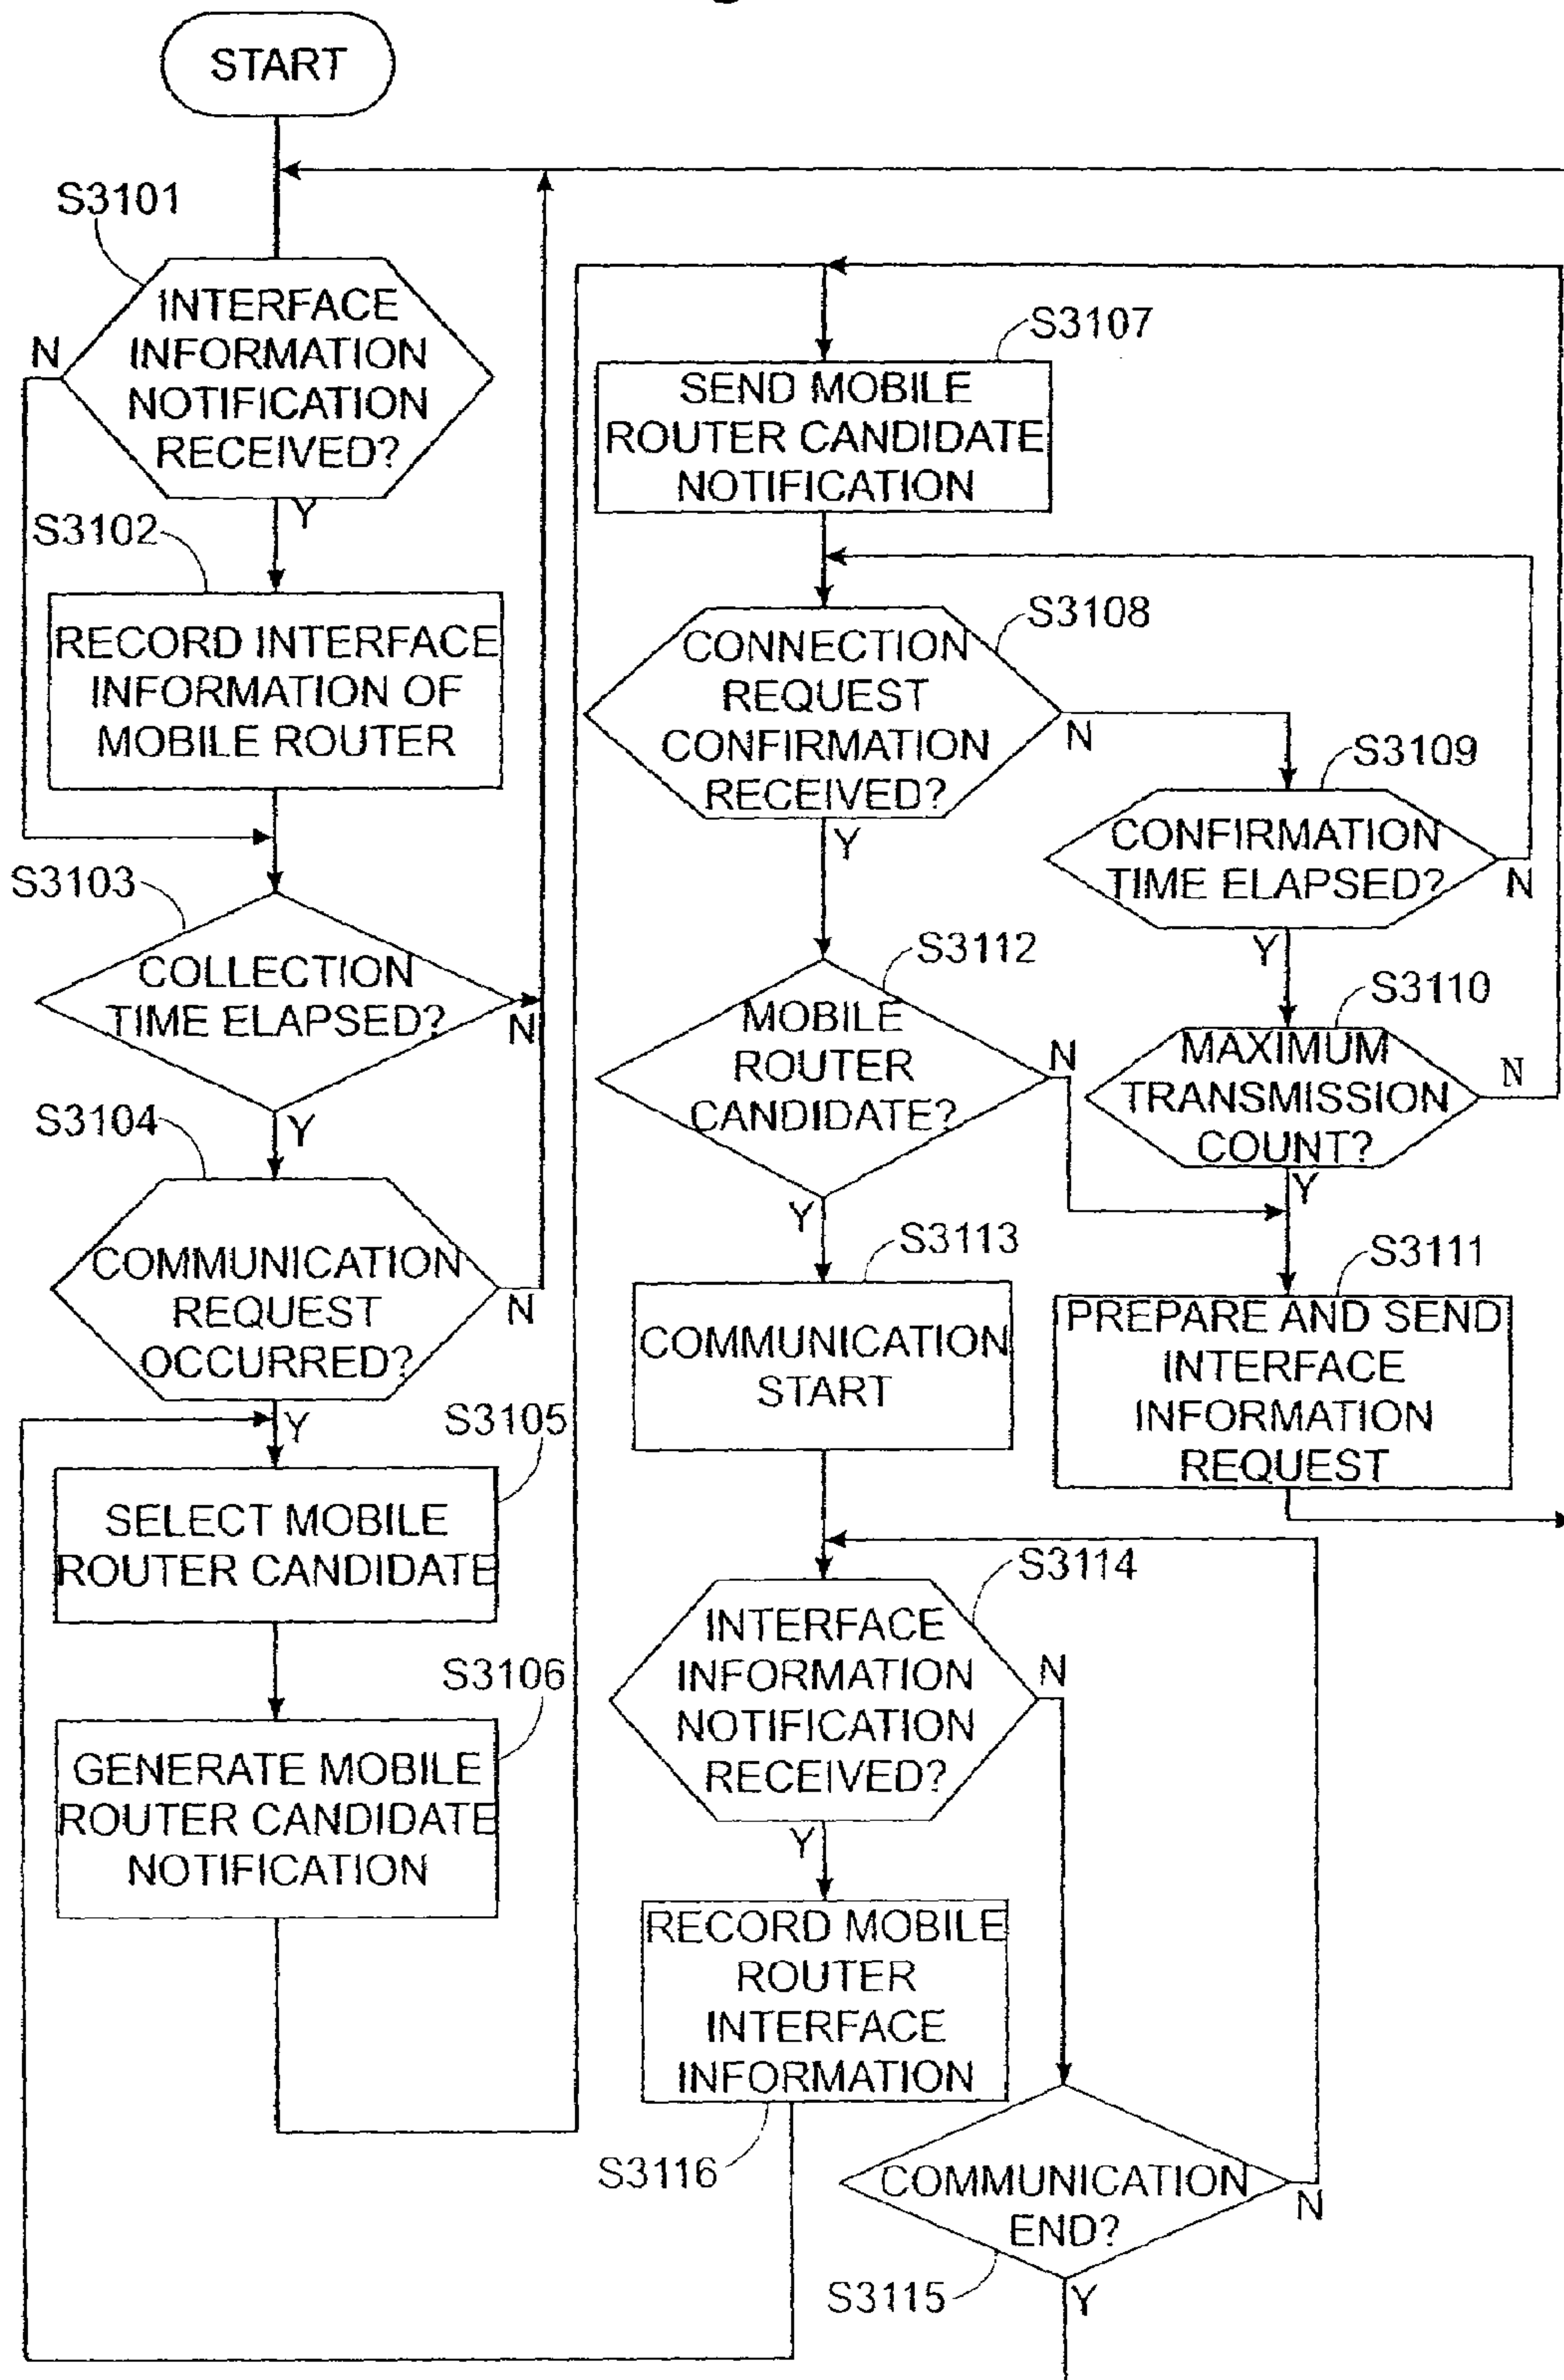 START
S3101
INTERFACE
INFORMATION
NOTIFICATION
RECEIVED?
N
Y
S3102
RECORD INTERFACE
INFORMATION OF
MOBILE ROUTER
S3103
COLLECTION
TIME ELAPSED?
N
Y
S3104
COMMUNICATION
REQUEST
OCCURRED?
N
Y
S3105
SELECT MOBILE
ROUTER CANDIDATE
S3106
GENERATE MOBILE
ROUTER CANDIDATE
NOTIFICATION
S3107
SEND MOBILE
ROUTER CANDIDATE
NOTIFICATION
S3108
CONNECTION
REQUEST
CONFIRMATION
RECEIVED?
N
Y
S3109
CONFIRMATION
TIME ELAPSED?
N
Y
S3110
MAXIMUM
TRANSMISSION
COUNT?
N
Y
S3111
PREPARE AND SEND
INTERFACE
INFORMATION
REQUEST
S3112
MOBILE
ROUTER
CANDIDATE?
N
Y
S3113
COMMUNICATION
START
S3114
INTERFACE
INFORMATION
NOTIFICATION
RECEIVED?
N
Y
RECORD MOBILE
ROUTER
INTERFACE
INFORMATION
S3116
COMMUNICATION
END?
N
S3115
Y